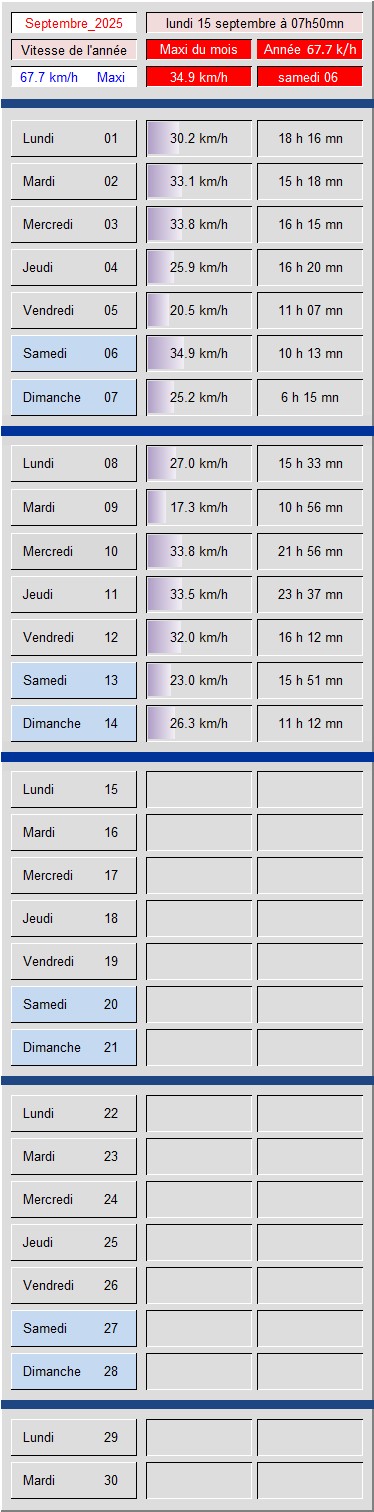 Septembre_2025 lundi 15 septembre à 07h50mn
Vitesse de l'année Maxi du mois Année 67.7 k/h
67.7 km/h Maxi 34.9 km/h samedi 06
Lundi 01 30.2 km/h 18 h 16 mn
Mardi 02 33.1 km/h 15 h 18 mn
Mercredi 03 33.8 km/h 16 h 15 mn
Jeudi 04 25.9 km/h 16 h 20 mn
Vendredi 05 20.5 km/h 11 h 07 mn
Samedi 06 34.9 km/h 10 h 13 mn
Dimanche 07 25.2 km/h 6 h 15 mn
Lundi 08 27.0 km/h 15 h 33 mn
Mardi 09 17.3 km/h 10 h 56 mn
Mercredi 10 33.8 km/h 21 h 56 mn
Jeudi 11 33.5 km/h 23 h 37 mn
Vendredi 12 32.0 km/h 16 h 12 mn
Samedi 13 23.0 km/h 15 h 51 mn
Dimanche 14 26.3 km/h 11 h 12 mn
Lundi 15
Mardi 16
Mercredi 17
Jeudi 18
Vendredi 19
Samedi 20
Dimanche 21
Lundi 22
Mardi 23
Mercredi 24
Jeudi 25
Vendredi 26
Samedi 27
Dimanche 28
Lundi 29
Mardi 30